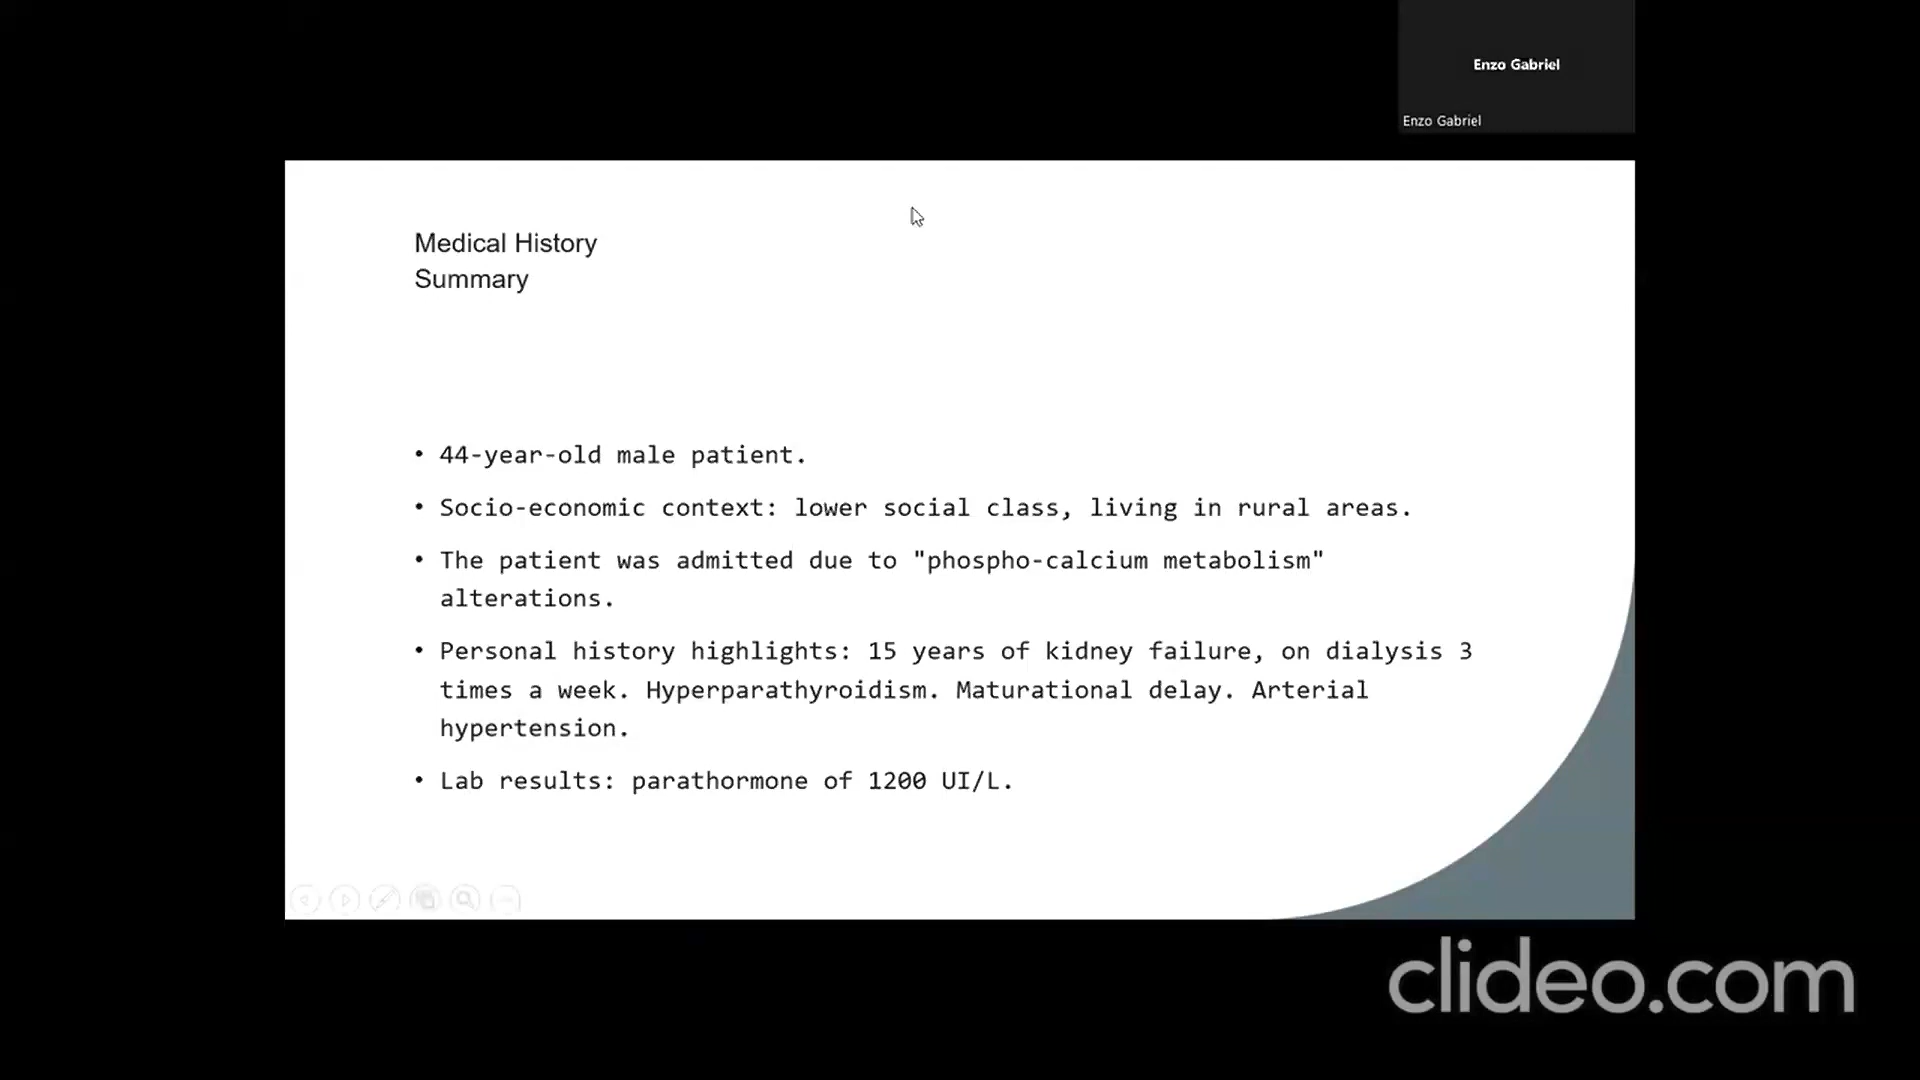 Enzo Gabriel
Enzo Gabriel
Medical History
Summary
• 44-year-old male patient.
• Socio-economic context: lower social class, living in rural areas.
• The patient was admitted due to "phospho-calcium metabolism"
alterations.
• Personal history highlights: 15 years of kidney failure, on dialysis 3
times a week. Hyperparathyroidism. Maturational delay. Arterial
hypertension.
• Lab results: parathormone of 1200 UI/L.
clideo.com